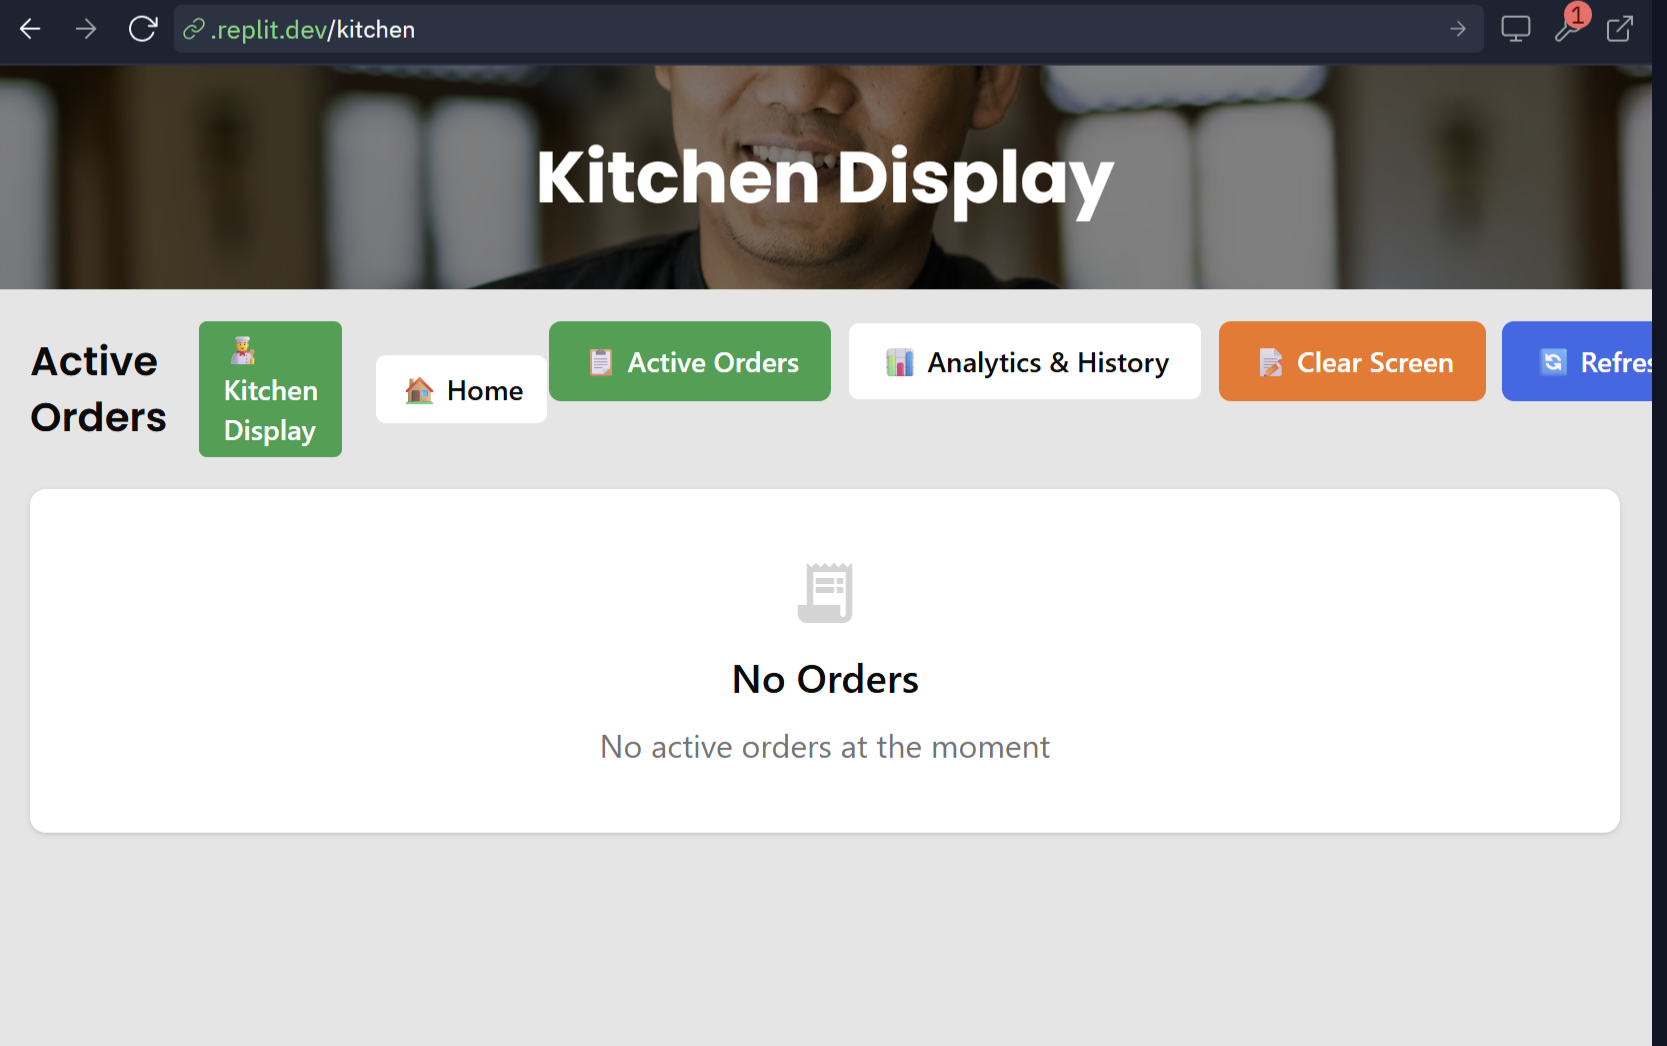 .replit.dev/kitchen
1
Kitchen Display
Active
Orders
Kitchen
Display
Home
Active Orders
Analytics & History
Clear Screen
Refres
No Orders
No active orders at the moment